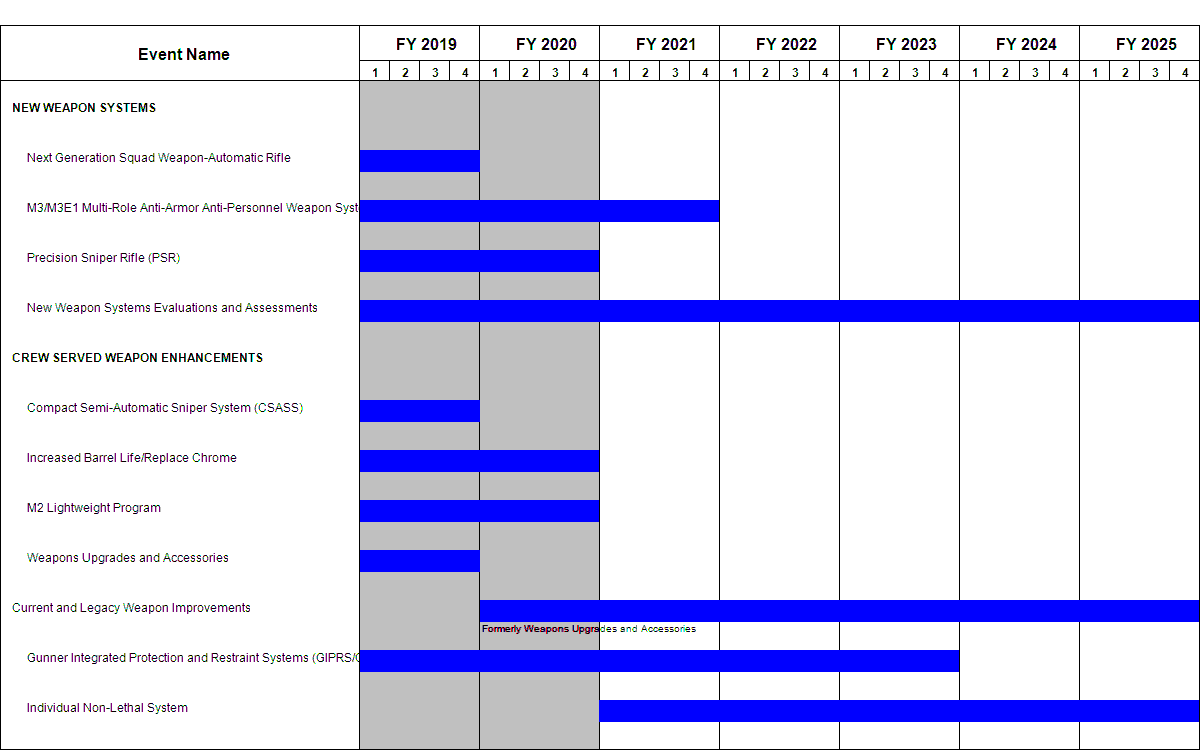 Event Name
FY 2019 FY 2020 FY 2021 FY 2022 FY 2023 FY 2024 FY 2025
1 2 3 4 1 2 3 4 1 2 3 4 1 2 3 4 1 2 3 4 1 2 3 4 1 2 3 4
NEW WEAPON SYSTEMS
Next Generation Squad Weapon-Automatic Rifle
M3/M3E1 Multi-Role Anti-Armor Anti-Personnel Weapon Syst
Precision Sniper Rifle (PSR)
New Weapon Systems Evaluations and Assessments
CREW SERVED WEAPON ENHANCEMENTS
Compact Semi-Automatic Sniper System (CSASS)
Increased Barrel Life/Replace Chrome
M2 Lightweight Program
Weapons Upgrades and Accessories
Current and Legacy Weapon Improvements
Formerly Weapons Upgrades and Accessories
Gunner Integrated Protection and Restraint Systems (GIPRS/
Individual Non-Lethal System